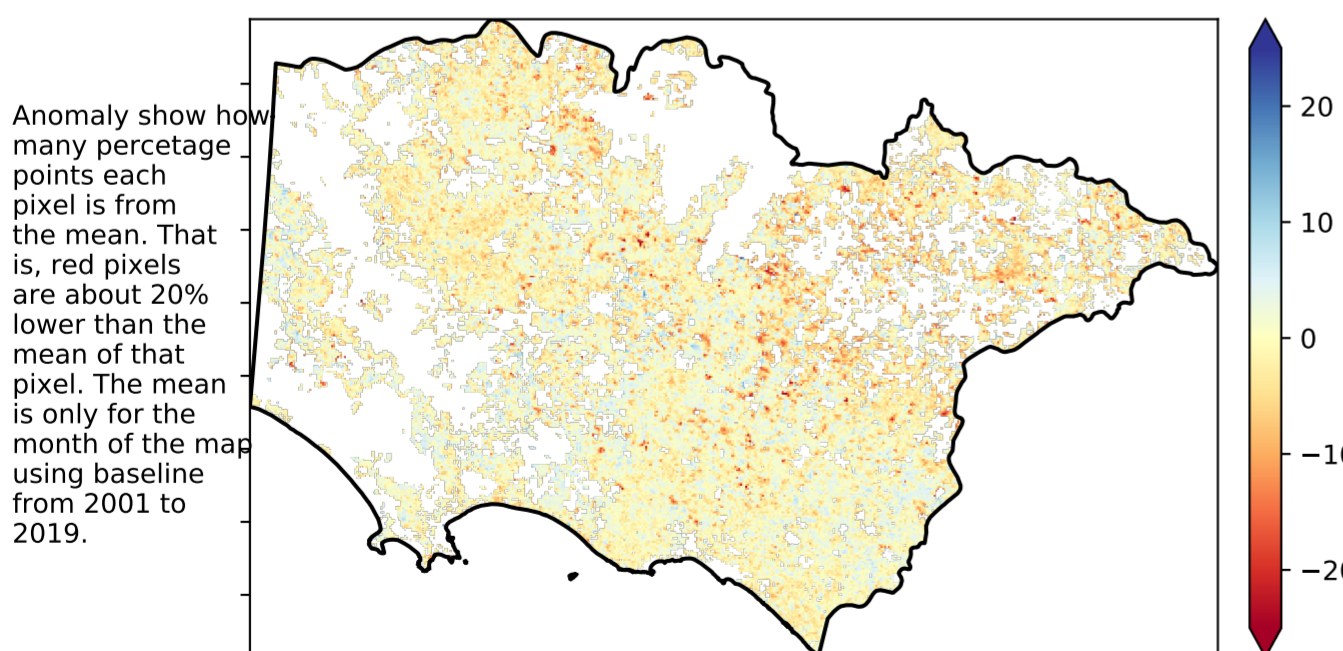 Anomaly show how
many percetage
points each
pixel is from
the mean. That
is, red pixels
are about 20%
lower than the
mean of that
pixel. The mean
is only for the
month of the map
using baseline
from 2001 to
2019.
20
10
0
−10
−20